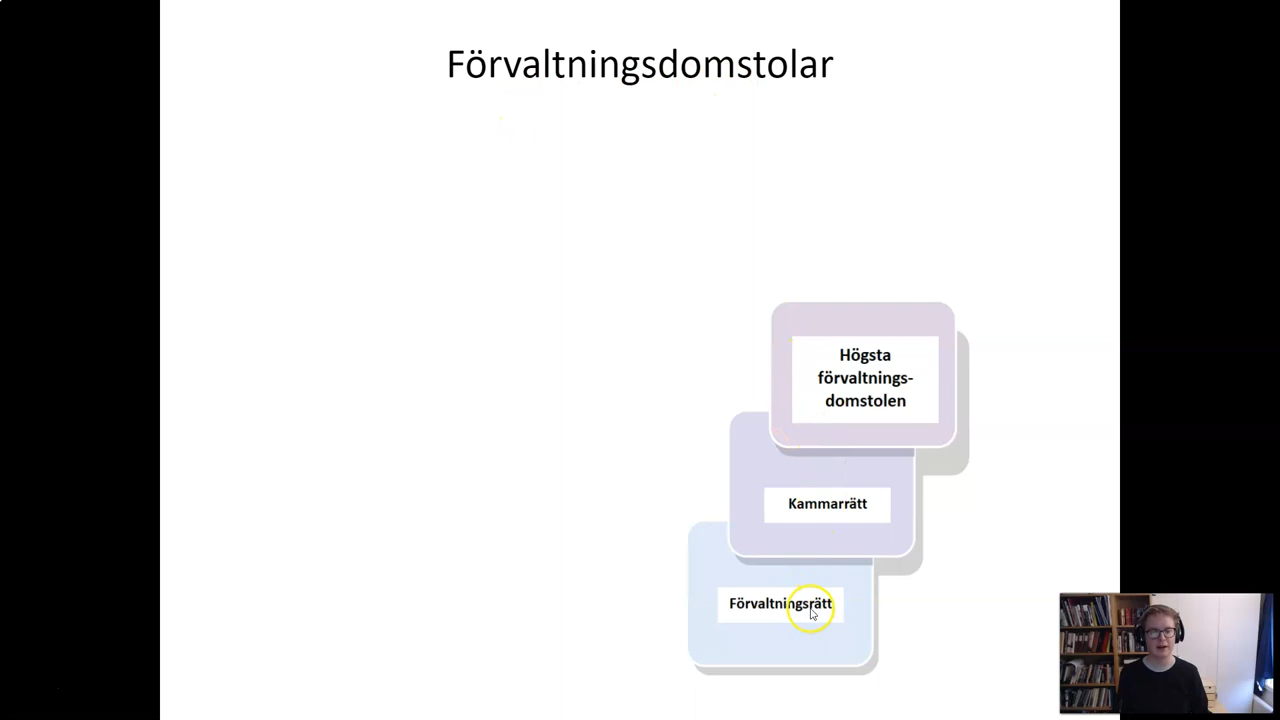 Förvaltningsdomstolar
Högsta
förvaltnings-
domstolen
Kammarrätt
Förvaltningsrätt